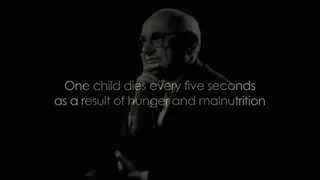 One child dies every five seconds
as a result of hunger and malnutrition